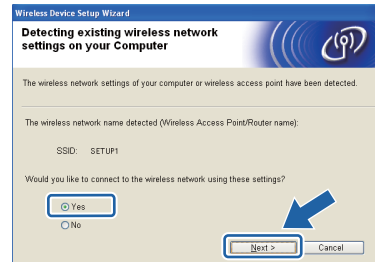 Wireless Device Setup Wizard
Detecting existing wireless network
settings on your Computer
The wireless network settings of your computer or wireless access point have been detected.
The wireless network name detected (Wireless Access Point/Router name):
SSID: SETUP1
Would you like to connect to the wireless network using these settings?
Yes
No
Next > Cancel